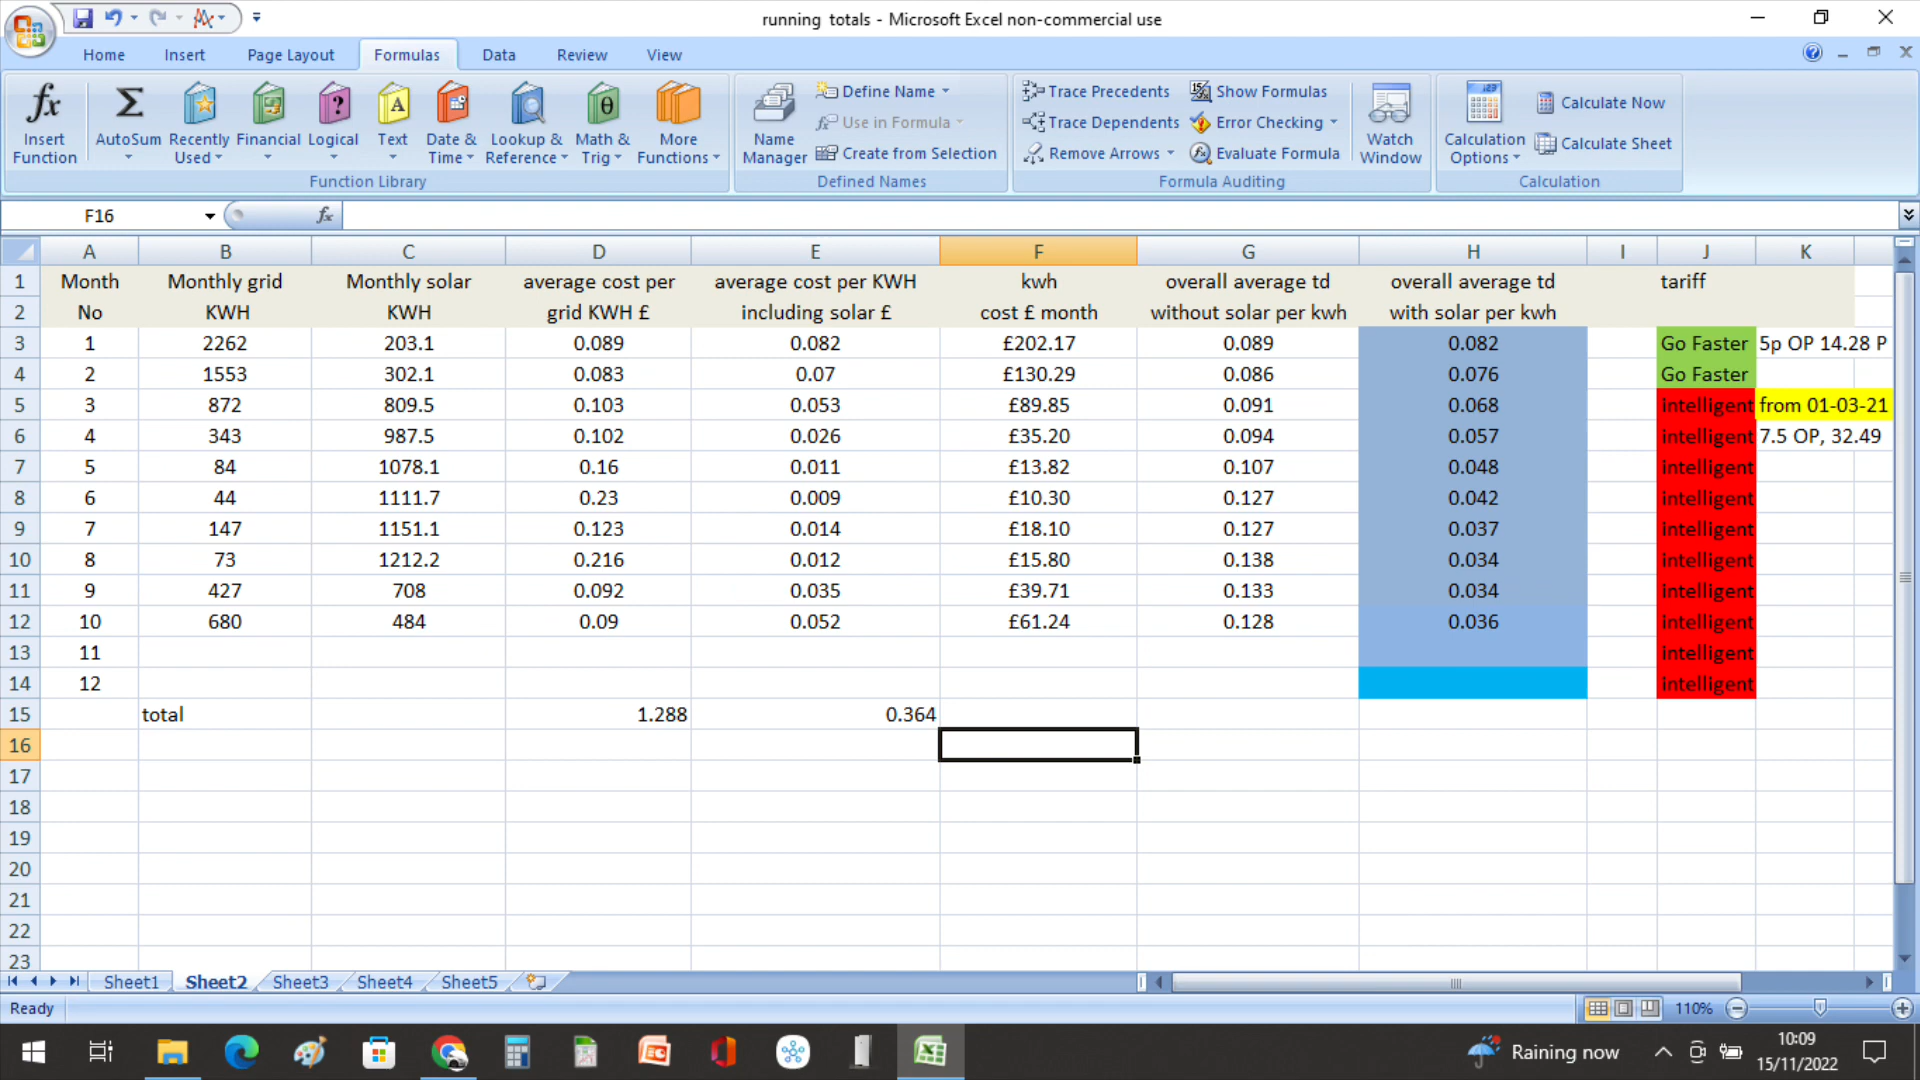 running totals - Microsoft Excel non-commercial use
Home Insert Page Layout Formulas Data Review View
Insert Function
AutoSum
Recently Used
Financial
Logical
Text
Date & Time
Lookup & Reference
Math & Trig
More Functions
Function Library
Name Manager
Define Name
Use in Formula
Create from Selection
Defined Names
Trace Precedents
Trace Dependents
Remove Arrows
Show Formulas
Error Checking
Evaluate Formula
Formula Auditing
Watch Window
Calculation Options
Calculate Now
Calculate Sheet
Calculation
F16 fx
A B C D E F G H I J K
1 Month Monthly grid Monthly solar average cost per average cost per KWH kwh overall average td overall average td tariff
2 No KWH KWH grid KWH £ including solar £ cost £ month without solar per kwh with solar per kwh
3 1 2262 203.1 0.089 0.082 £202.17 0.089 0.082 Go Faster 5p OP 14.28 P
4 2 1553 302.1 0.083 0.07 £130.29 0.086 0.076 Go Faster
5 3 872 809.5 0.103 0.053 £89.85 0.091 0.068 intelligent from 01-03-21
6 4 343 987.5 0.102 0.026 £35.20 0.094 0.057 intelligent 7.5 OP, 32.49
7 5 84 1078.1 0.16 0.011 £13.82 0.107 0.048 intelligent
8 6 44 1111.7 0.23 0.009 £10.30 0.127 0.042 intelligent
9 7 147 1151.1 0.123 0.014 £18.10 0.127 0.037 intelligent
10 8 73 1212.2 0.216 0.012 £15.80 0.138 0.034 intelligent
11 9 427 708 0.092 0.035 £39.71 0.133 0.034 intelligent
12 10 680 484 0.09 0.052 £61.24 0.128 0.036 intelligent
13 11 intelligent
14 12 intelligent
15 total 1.288 0.364
16
17
18
19
20
21
22
23
Sheet1 Sheet2 Sheet3 Sheet4 Sheet5
Ready 110%
Raining now 10:09
15/11/2022